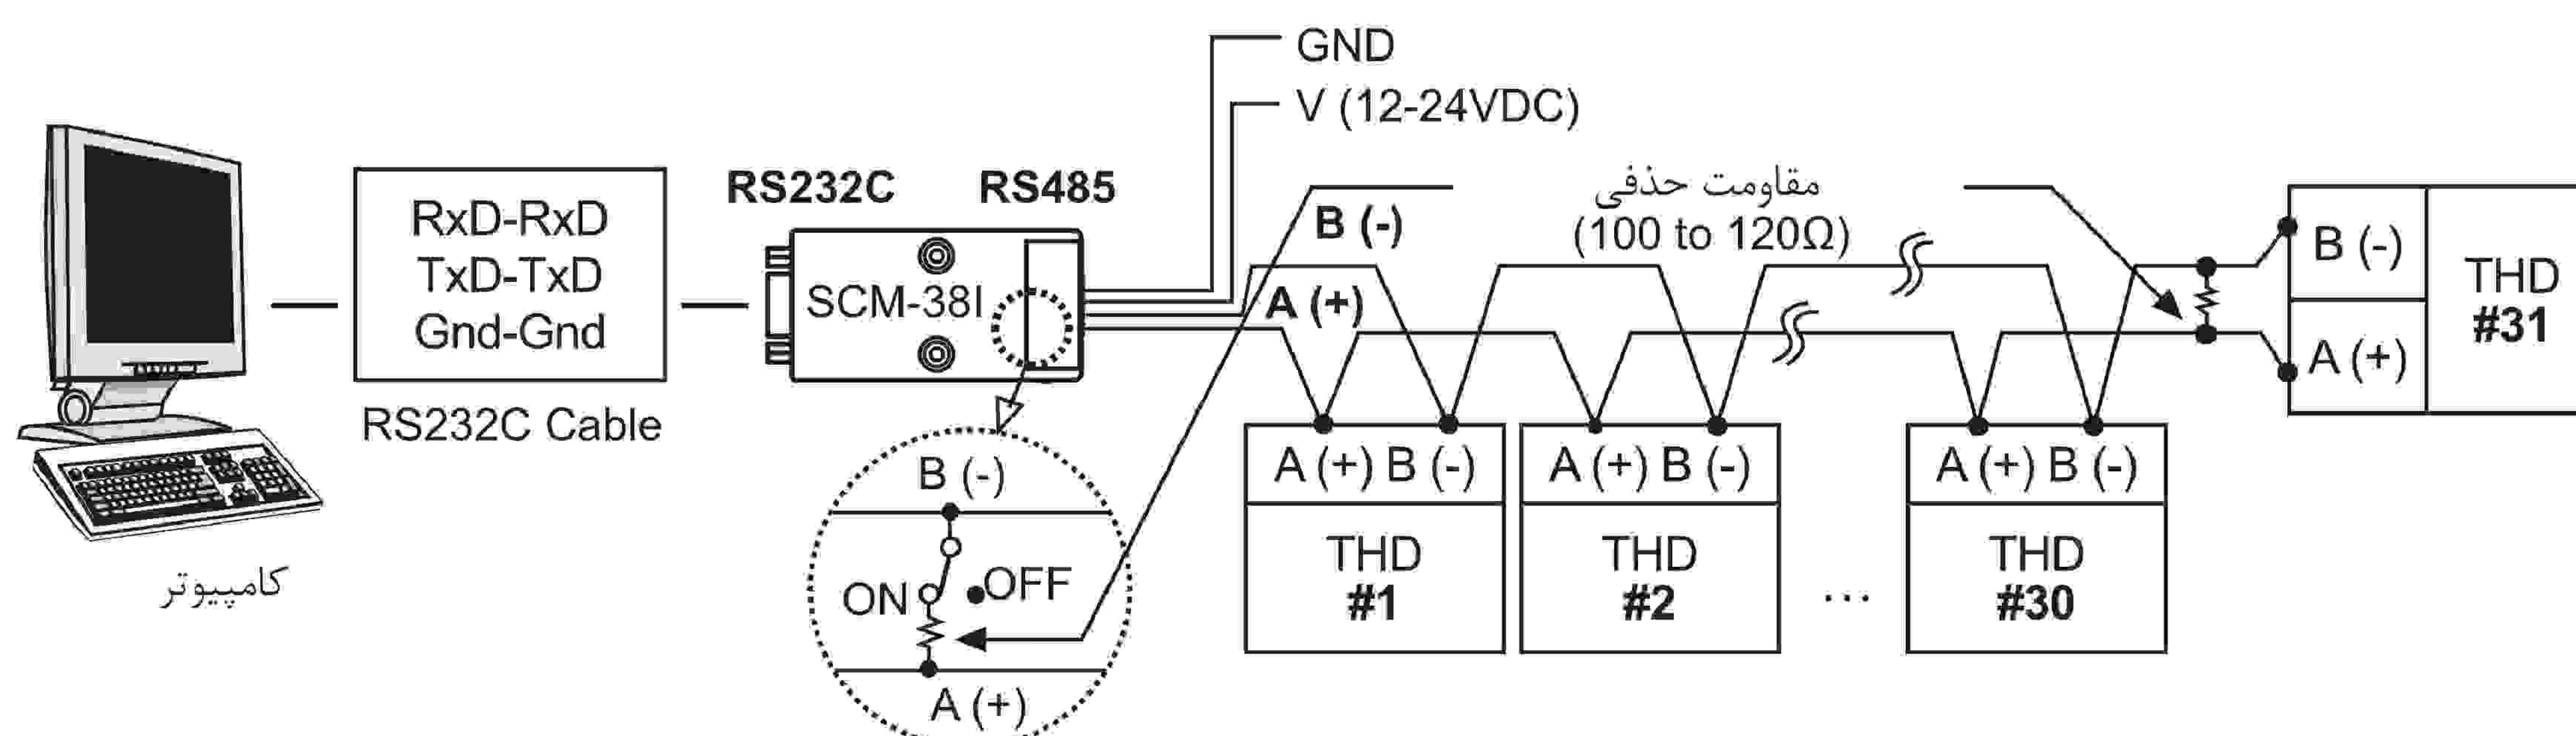 GND
V (12-24VDC)
RS232C
RS485
مقاومت حذفی
(100 to 120Ω)
RxD-RxD
TxD-TxD
Gnd-Gnd
RS232C Cable
SCM-38I
B (-)
A (+)
B (-)
A (+)
THD
#31
A (+) B (-)
THD
#1
A (+) B (-)
THD
#2
...
A (+) B (-)
THD
#30
B (-)
ON
OFF
A (+)
کامپیوتر